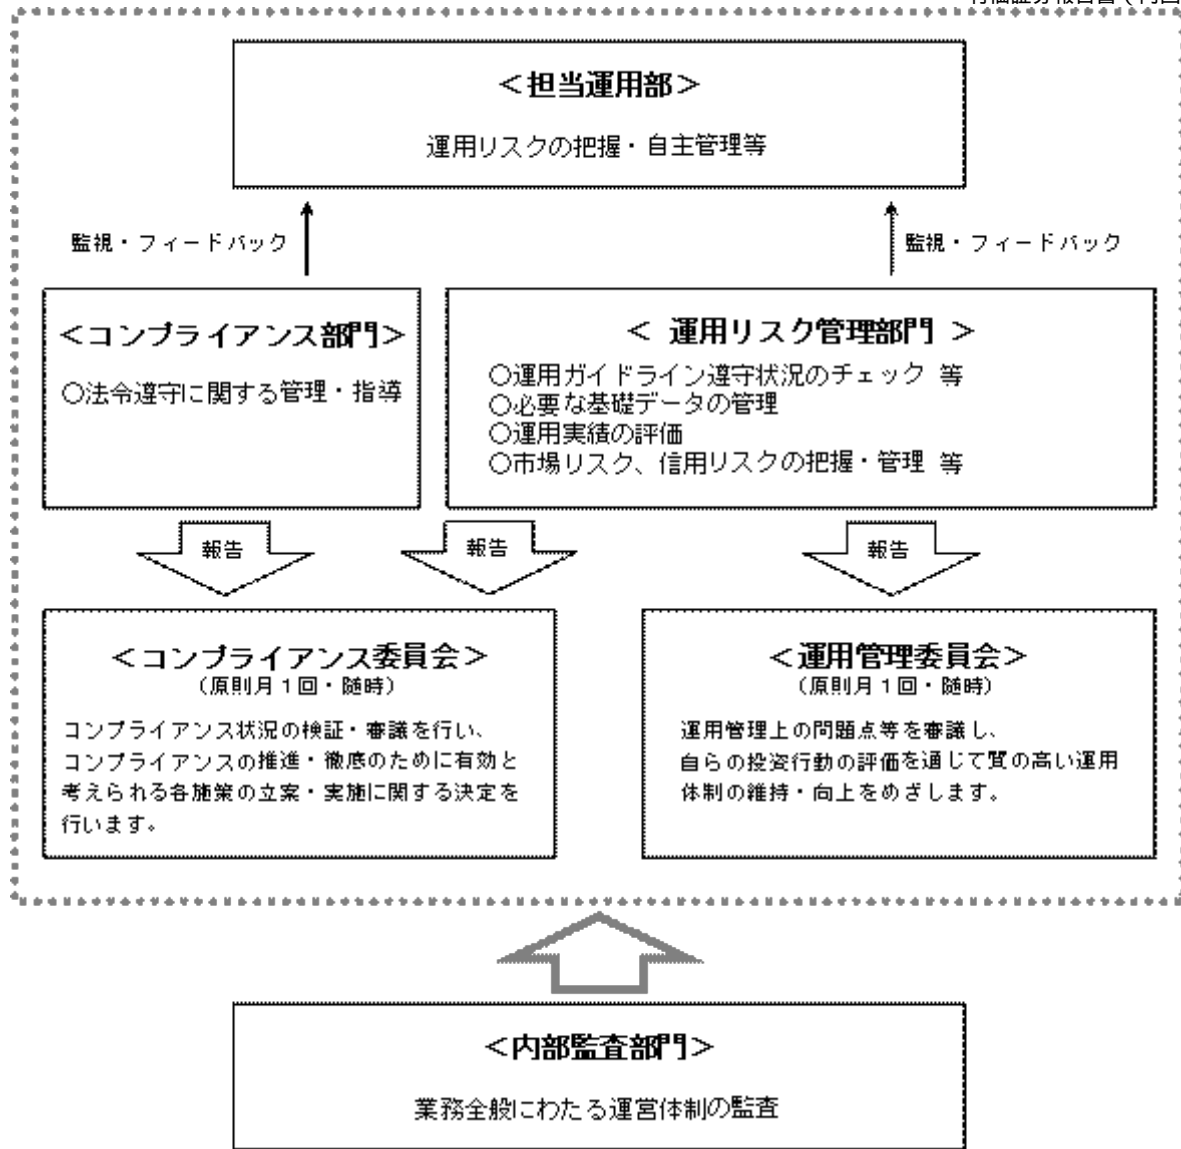 ＜担当運用部＞
運用リスクの把握・自主管理等
監視・フィードバック
監視・フィードバック
＜コンプライアンス部門＞
○法令遵守に関する管理・指導
＜ 運用リスク管理部門 ＞
○運用ガイドライン遵守状況のチェック 等
○必要な基礎データの管理
○運用実績の評価
○市場リスク、信用リスクの把握・管理 等
報告
報告
報告
＜コンプライアンス委員会＞
（原則月１回・随時）
コンプライアンス状況の検証・審議を行い、
コンプライアンスの推進・徹底のために有効と
考えられる各施策の立案・実施に関する決定を
行います。
＜運用管理委員会＞
（原則月１回・随時）
運用管理上の問題点等を審議し、
自らの投資行動の評価を通じて質の高い運用
体制の維持・向上をめざします。
＜内部監査部門＞
業務全般にわたる運営体制の監査